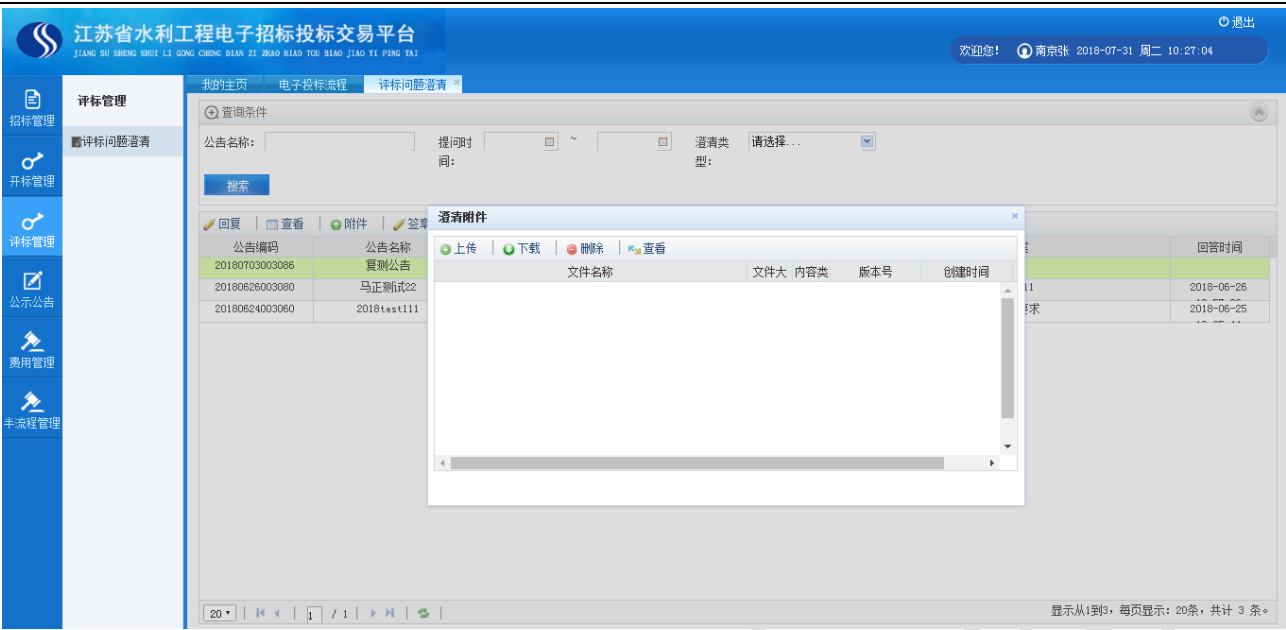 退出
江苏省水利工程电子招标投标交易平台
JIANG SU SHENG SHUI LI GONG CHENG DIAN ZI ZHAO BIAO TOU BIAO JIAO YI PING TAI
欢迎您! 南京张 2018-07-31 周二 10:27:04
招标管理
开标管理
评标管理
公示公告
费用管理
半流程管理
评标管理
评标问题澄清
我的主页 电子投标流程 评标问题澄清
查询条件
公告名称: 提问时间: ~ 澄清类型: 请选择...
搜索
回复 查看 附件 签章
公告编码 公告名称 回答时间
20180703003086 复测公告
20180626003080 马正测试22 11 2018-06-26
20180624003060 2018test111 要求 2018-06-25
澄清附件
上传 下载 删除 查看
文件名称 文件大 内容类 版本号 创建时间
20 1 / 1
显示从1到3，每页显示：20条，共计 3 条。